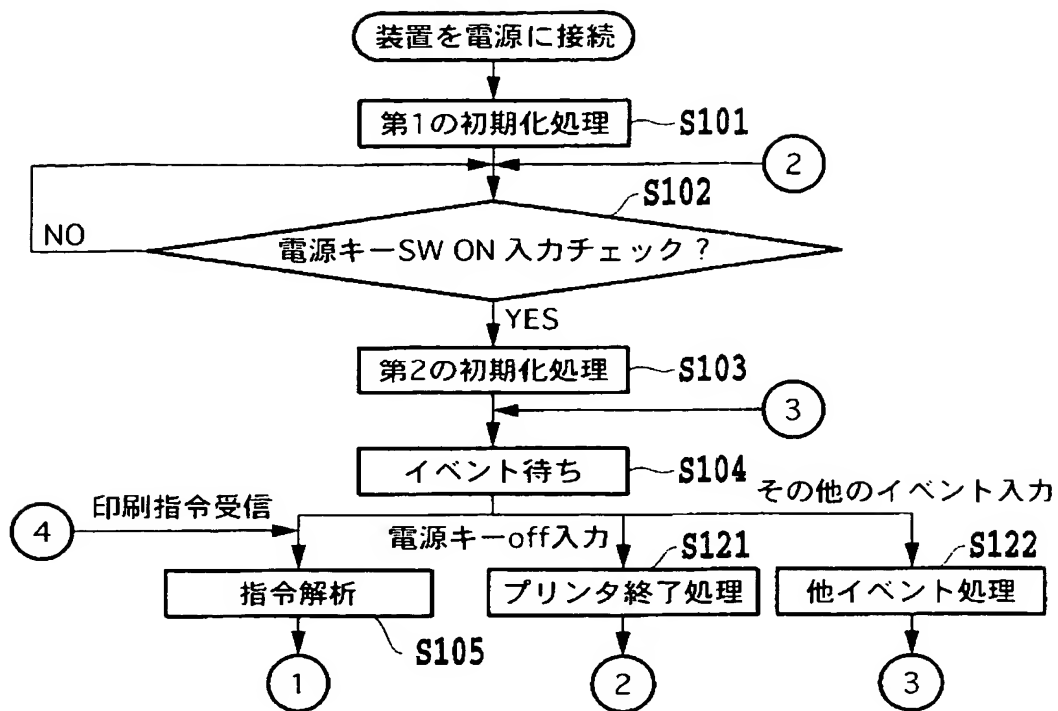 装置を電源に接続
第1の初期化処理
S101
2
S102
NO
電源キーSW ON 入力チェック？
YES
第2の初期化処理
S103
3
イベント待ち
S104
その他のイベント入力
4
印刷指令受信
電源キーoff入力
S121
S122
指令解析
プリンタ終了処理
他イベント処理
S105
1
2
3